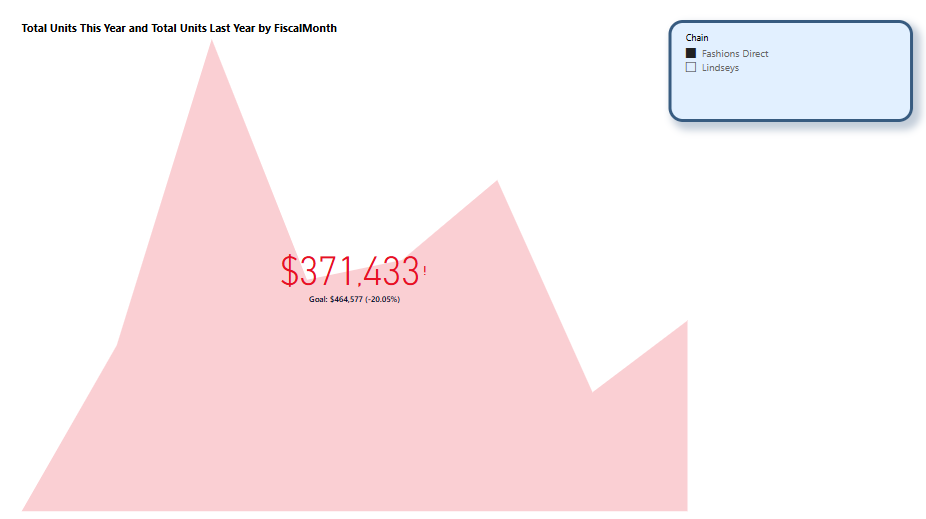 Total Units This Year and Total Units Last Year by FiscalMonth
Chain
Fashions Direct
Lindseys
$371,433!
Goal: $464,577 (-20.05%)